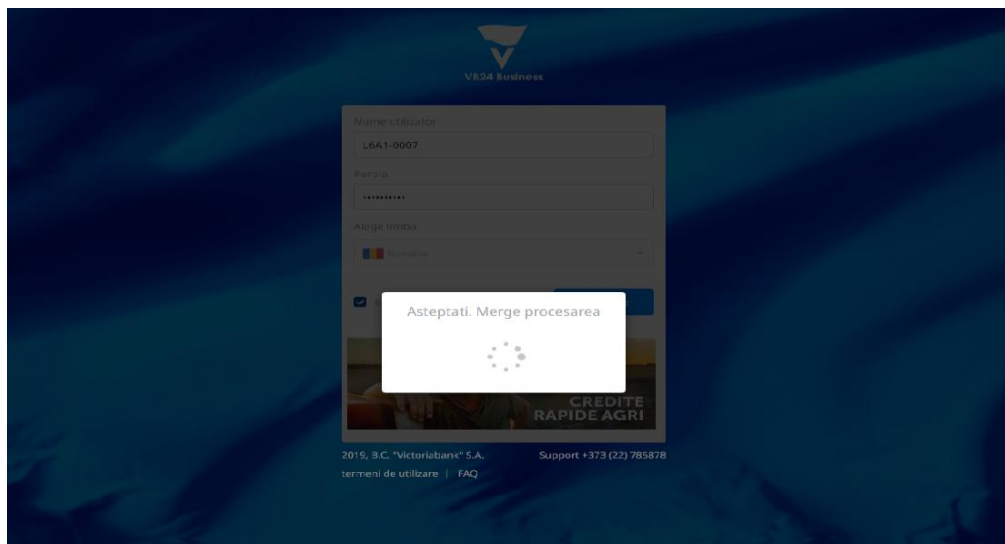 VB24 Business
Nume utilizator
L6A1-0007
Parola
Alege limba
Română
Asteptati. Merge procesarea
CREDITE
RAPIDE AGRI
2019, B.C. "Victoriabank" S.A. Support +373 (22) 785878
termeni de utilizare | FAQ